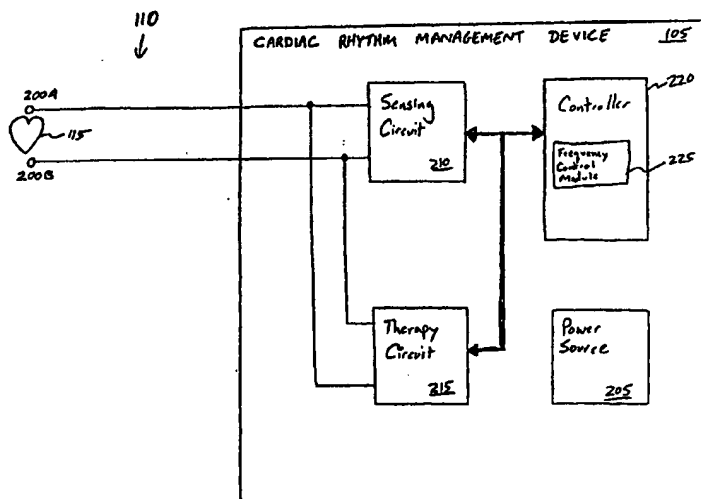 110
CARDIAC RHYTHM MANAGEMENT DEVICE 105
200A
115
200B
Sensing
Circuit
210
Controller
220
Frequency
Control
Module
225
Therapy
Circuit
215
Power
Source
205